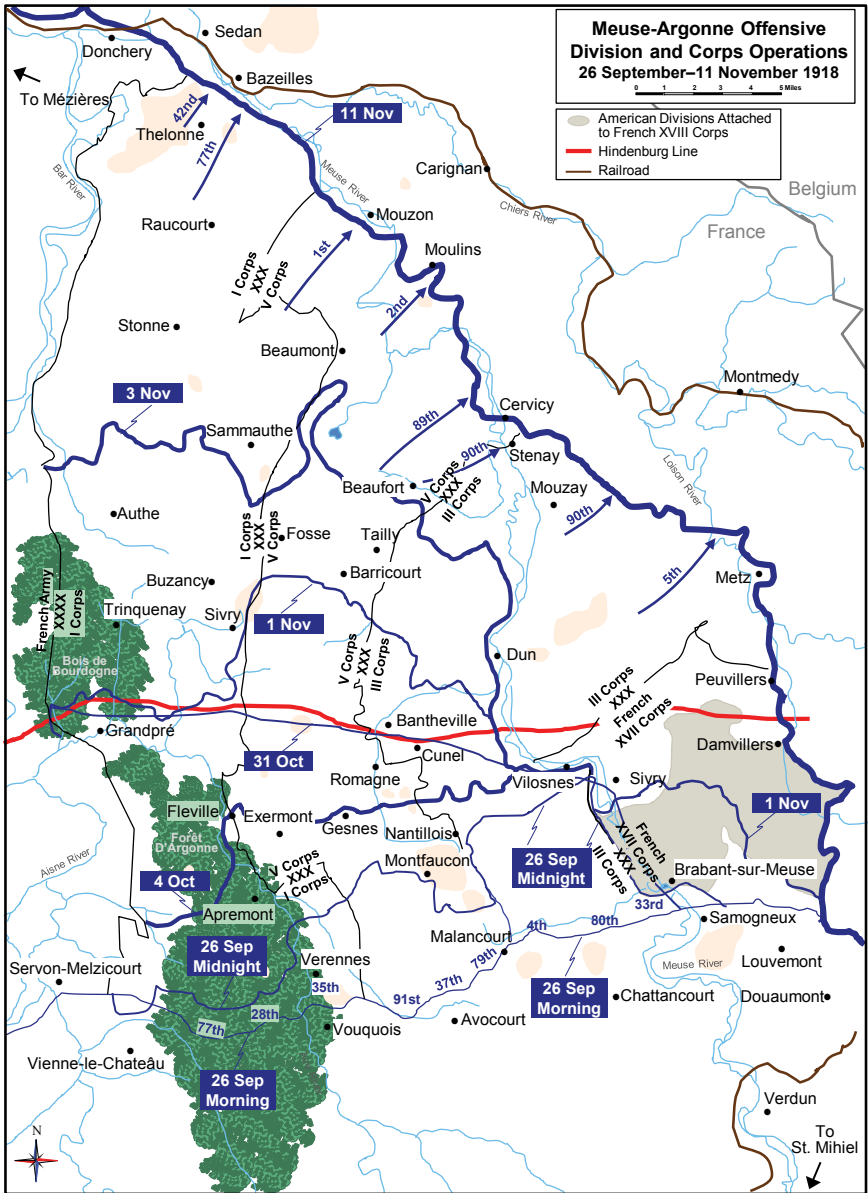 Meuse-Argonne Offensive
Division and Corps Operations
26 September–11 November 1918
0 1 2 3 4 5 Miles
American Divisions Attached
to French XVIII Corps
Hindenburg Line
Railroad
Sedan
Donchery
Bazeilles
To Mézières
42nd
Thelonne
11 Nov
77th
Carignan
Belgium
Bar River
Meuse River
Chiers River
Raucourt
Mouzon
France
1st
Moulins
I Corps
XXX
V Corps
2nd
Stonne
Beaumont
Montmedy
3 Nov
Cervicy
Sammauthe
89th
90th
Stenay
Loison River
Beaufort
V Corps
XXX
III Corps
Mouzay
Authe
90th
I Corps
XXX
V Corps
Fosse
Tailly
Barricourt
Buzancy
5th
Metz
French Army
XXXX
I Corps
Trinquenay
Sivry
1 Nov
Bois de
Bourdogne
V Corps
XXX
III Corps
Dun
Peuvillers
III Corps
XXX
French
XVII Corps
Bantheville
Grandpré
Cunel
Damvillers
31 Oct
Romagne
Vilosnes
Sivry
Fleville
Exermont
Gesnes
Nantillois
1 Nov
Forêt
D'Argonne
Aisne River
V Corps
XXX
I Corps
Montfaucon
26 Sep
Midnight
French
XVII Corps
XXX
III Corps
Brabant-sur-Meuse
4 Oct
Apremont
33rd
80th
4th
Samogneux
26 Sep
Midnight
Malancourt
79th
Meuse River
Louvemont
Servon-Melzicourt
Verennes
35th
37th
91st
26 Sep
Morning
Chattancourt
Douaumont
28th
77th
Vouquois
Avocourt
Vienne-le-Chateâu
26 Sep
Morning
Verdun
N
To
St. Mihiel